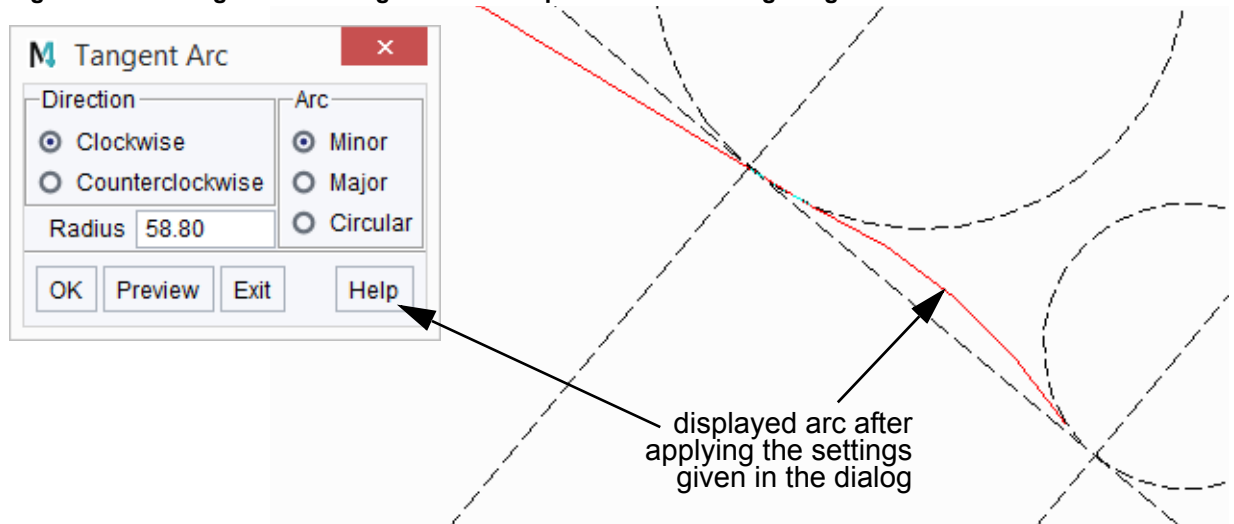 Tangent Arc
Direction
Arc
Clockwise
Minor
Counterclockwise
Major
Radius 58.80
Circular
OK Preview Exit Help
displayed arc after
applying the settings
given in the dialog